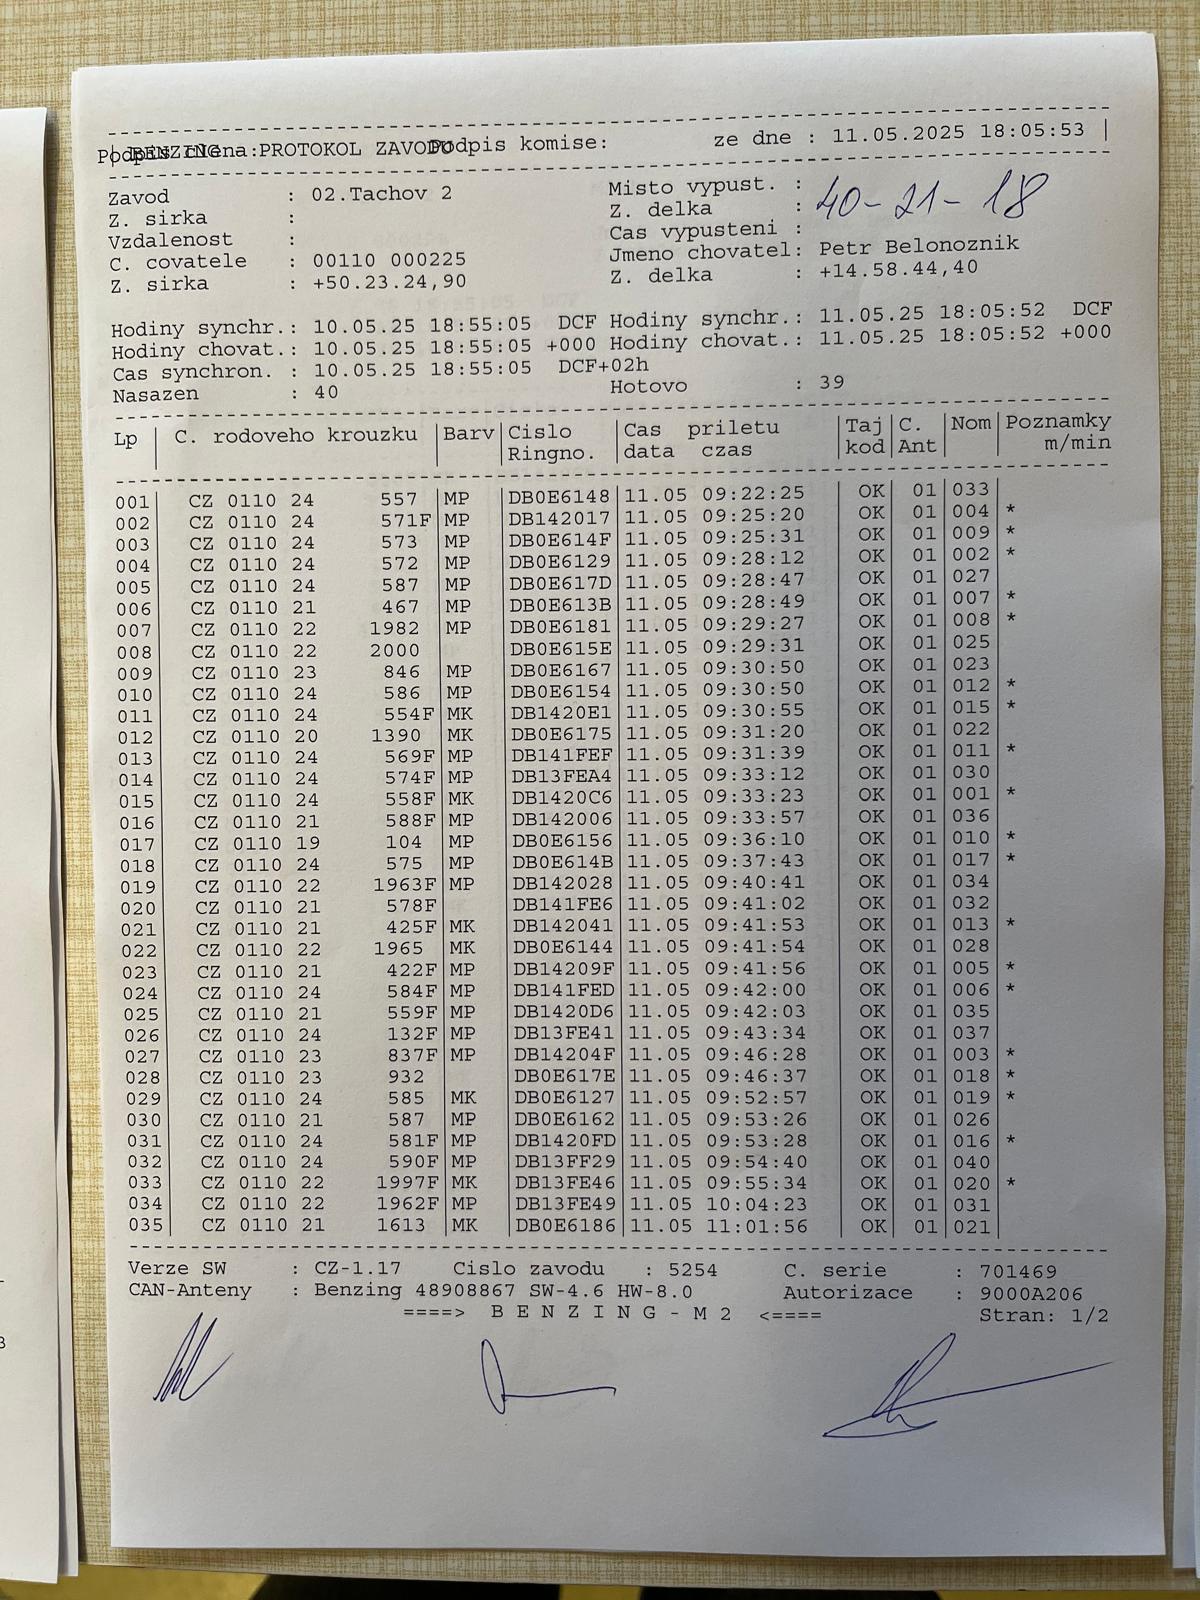 BENZING PROTOKOL ZAVODU ze dne : 11.05.2025 18:05:53 |
Podpis clena: Podpis komise:
Zavod : 02.Tachov 2 Misto vypust. :
Z. sirka : Z. delka : 40-21-18
Vzdalenost : Cas vypusteni :
C. covatele : 00110 000225 Jmeno chovatel: Petr Belonoznik
Z. sirka : +50.23.24,90 Z. delka : +14.58.44,40
Hodiny synchr.: 10.05.25 18:55:05 DCF Hodiny synchr.: 11.05.25 18:05:52 DCF
Hodiny chovat.: 10.05.25 18:55:05 +000 Hodiny chovat.: 11.05.25 18:05:52 +000
Cas synchron. : 10.05.25 18:55:05 DCF+02h
Nasazen : 40 Hotovo : 39
Lp | C. rodoveho krouzku | Barv | Cislo | Cas priletu | Taj | C. | Nom | Poznamky
Ringno. | data czas | kod | Ant | m/min
001 | CZ 0110 24 557 | MP | DB0E6148 | 11.05 09:22:25 | OK | 01 | 033 |
002 | CZ 0110 24 571F | MP | DB142017 | 11.05 09:25:20 | OK | 01 | 004 | *
003 | CZ 0110 24 573 | MP | DB0E614F | 11.05 09:25:31 | OK | 01 | 009 | *
004 | CZ 0110 24 572 | MP | DB0E6129 | 11.05 09:28:12 | OK | 01 | 002 | *
005 | CZ 0110 24 587 | MP | DB0E617D | 11.05 09:28:47 | OK | 01 | 027 |
006 | CZ 0110 21 467 | MP | DB0E613B | 11.05 09:28:49 | OK | 01 | 007 | *
007 | CZ 0110 22 1982 | MP | DB0E6181 | 11.05 09:29:27 | OK | 01 | 008 | *
008 | CZ 0110 22 2000 | | DB0E615E | 11.05 09:29:31 | OK | 01 | 025 |
009 | CZ 0110 23 846 | MP | DB0E6167 | 11.05 09:30:50 | OK | 01 | 023 |
010 | CZ 0110 24 586 | MP | DB0E6154 | 11.05 09:30:50 | OK | 01 | 012 | *
011 | CZ 0110 24 554F | MK | DB1420E1 | 11.05 09:30:55 | OK | 01 | 015 | *
012 | CZ 0110 20 1390 | MK | DB0E6175 | 11.05 09:31:20 | OK | 01 | 022 |
013 | CZ 0110 24 569F | MP | DB141FEF | 11.05 09:31:39 | OK | 01 | 011 | *
014 | CZ 0110 24 574F | MP | DB13FEA4 | 11.05 09:33:12 | OK | 01 | 030 |
015 | CZ 0110 24 558F | MK | DB1420C6 | 11.05 09:33:23 | OK | 01 | 001 | *
016 | CZ 0110 21 588F | MP | DB142006 | 11.05 09:33:57 | OK | 01 | 036 |
017 | CZ 0110 19 104 | MP | DB0E6156 | 11.05 09:36:10 | OK | 01 | 010 | *
018 | CZ 0110 24 575 | MP | DB0E614B | 11.05 09:37:43 | OK | 01 | 017 | *
019 | CZ 0110 22 1963F | MP | DB142028 | 11.05 09:40:41 | OK | 01 | 034 |
020 | CZ 0110 21 578F | | DB141FE6 | 11.05 09:41:02 | OK | 01 | 032 |
021 | CZ 0110 21 425F | MK | DB142041 | 11.05 09:41:53 | OK | 01 | 013 | *
022 | CZ 0110 22 1965 | MK | DB0E6144 | 11.05 09:41:54 | OK | 01 | 028 |
023 | CZ 0110 21 422F | MP | DB14209F | 11.05 09:41:56 | OK | 01 | 005 | *
024 | CZ 0110 24 584F | MP | DB141FED | 11.05 09:42:00 | OK | 01 | 006 | *
025 | CZ 0110 21 559F | MP | DB1420D6 | 11.05 09:42:03 | OK | 01 | 035 |
026 | CZ 0110 24 132F | MP | DB13FE41 | 11.05 09:43:34 | OK | 01 | 037 |
027 | CZ 0110 23 837F | MP | DB14204F | 11.05 09:46:28 | OK | 01 | 003 | *
028 | CZ 0110 23 932 | | DB0E617E | 11.05 09:46:37 | OK | 01 | 018 | *
029 | CZ 0110 24 585 | MK | DB0E6127 | 11.05 09:52:57 | OK | 01 | 019 | *
030 | CZ 0110 21 587 | MP | DB0E6162 | 11.05 09:53:26 | OK | 01 | 026 |
031 | CZ 0110 24 581F | MP | DB1420FD | 11.05 09:53:28 | OK | 01 | 016 | *
032 | CZ 0110 24 590F | MP | DB13FF29 | 11.05 09:54:40 | OK | 01 | 040 |
033 | CZ 0110 22 1997F | MK | DB13FE46 | 11.05 09:55:34 | OK | 01 | 020 | *
034 | CZ 0110 22 1962F | MP | DB13FE49 | 11.05 10:04:23 | OK | 01 | 031 |
035 | CZ 0110 21 1613 | MK | DB0E6186 | 11.05 11:01:56 | OK | 01 | 021 |
Verze SW : CZ-1.17 Cislo zavodu : 5254 C. serie : 701469
CAN-Anteny : Benzing 48908867 SW-4.6 HW-8.0 Autorizace : 9000A206
====> B E N Z I N G - M 2 <==== Stran: 1/2